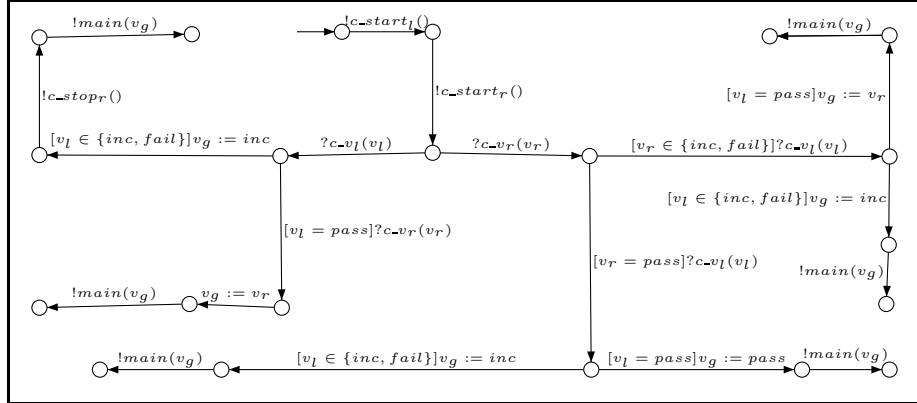 !main(v_g)
!c_start_l()
!main(v_g)
!c_stop_r()
!c_start_r()
[v_l = pass]v_g := v_r
[v_l ∈ {inc, fail}]v_g := inc
?c_v_l(v_l)
?c_v_r(v_r)
[v_r ∈ {inc, fail}]?c_v_l(v_l)
[v_l ∈ {inc, fail}]v_g := inc
[v_l = pass]?c_v_r(v_r)
[v_r = pass]?c_v_l(v_l)
!main(v_g)
!main(v_g)
v_g := v_r
!main(v_g)
[v_l ∈ {inc, fail}]v_g := inc
[v_l = pass]v_g := pass
!main(v_g)